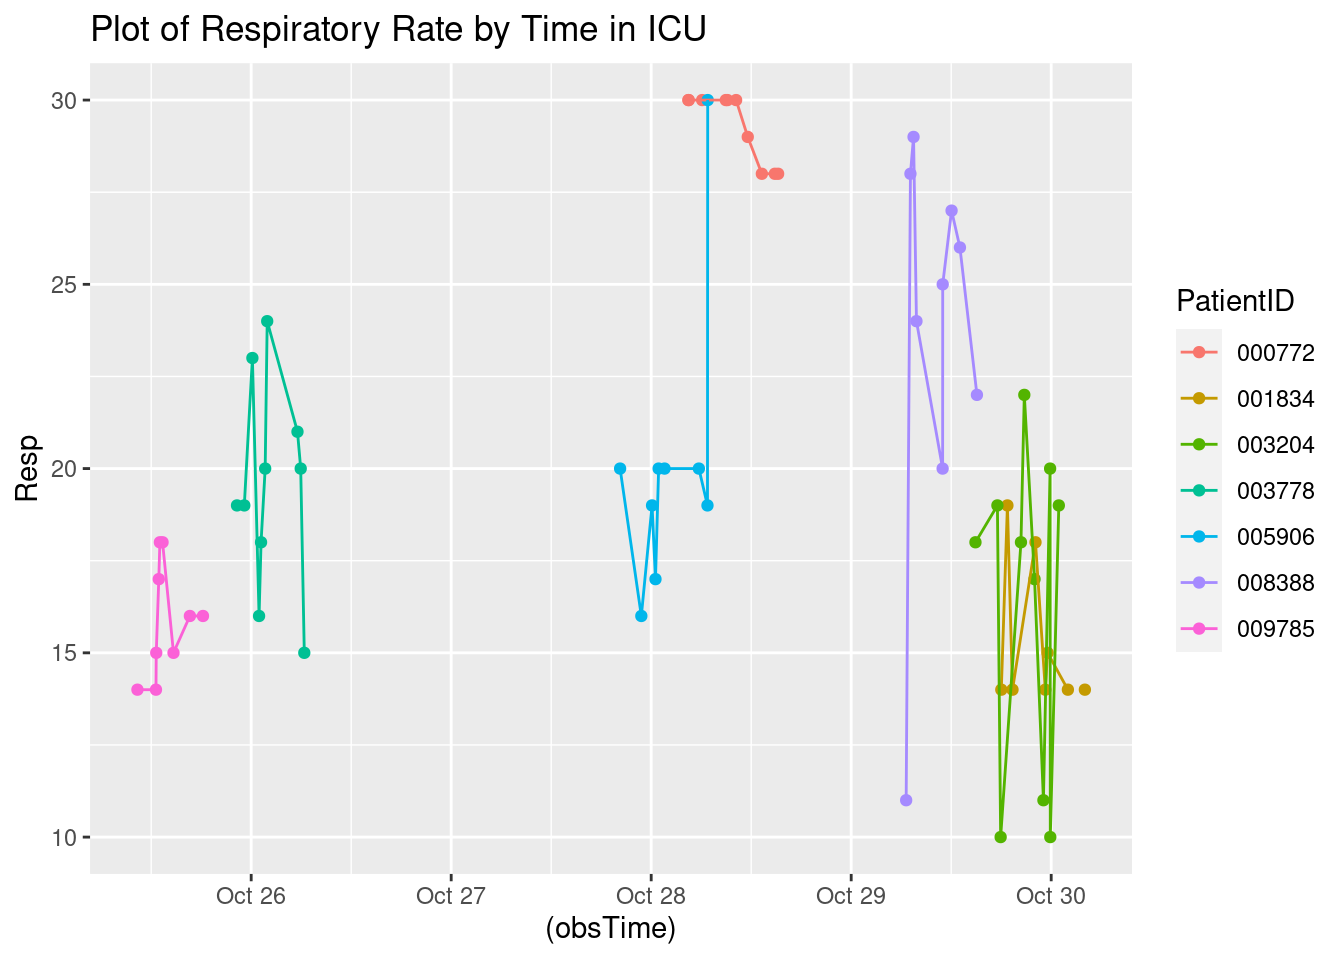 Plot of Respiratory Rate by Time in ICU
30
25
20
15
10
Resp
Oct 26 Oct 27 Oct 28 Oct 29 Oct 30
(obsTime)
PatientID
000772
001834
003204
003778
005906
008388
009785